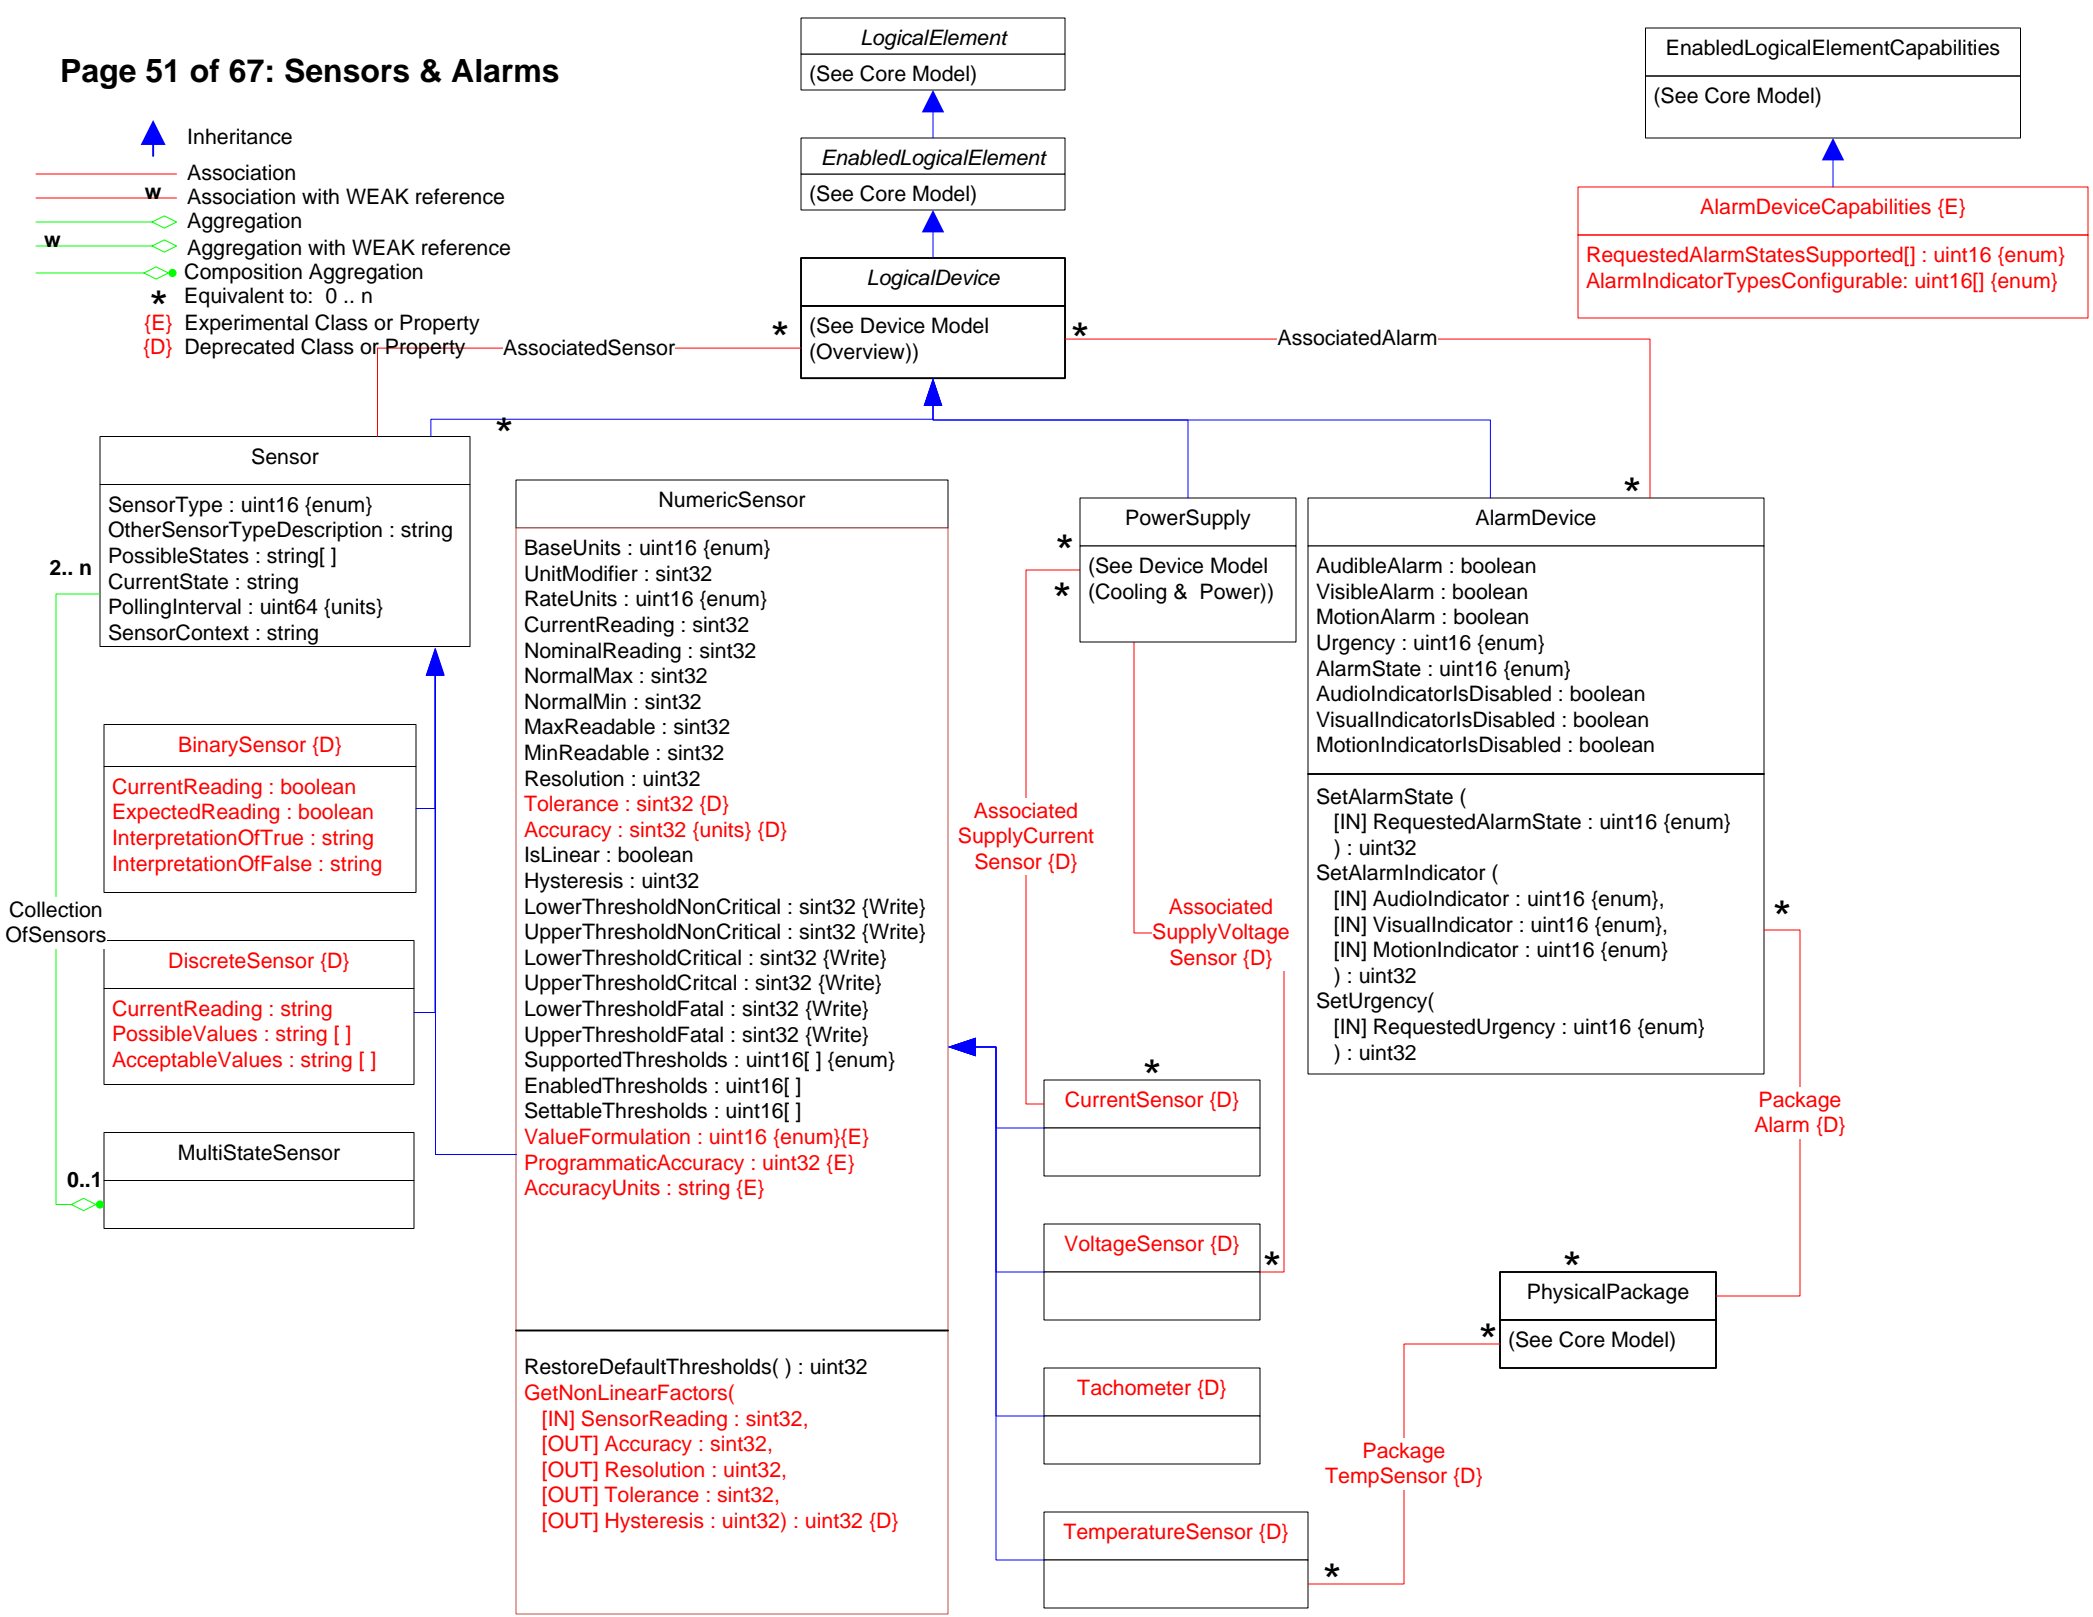 Page 51 of 67: Sensors & Alarms
Inheritance
Association
w
Association with WEAK reference
Aggregation
w
Aggregation with WEAK reference
Composition Aggregation
* Equivalent to: 0 .. n
{E} Experimental Class or Property
{D} Deprecated Class or Property
LogicalElement
(See Core Model)
EnabledLogicalElement
(See Core Model)
LogicalDevice
(See Device Model
(Overview))
*
*
AssociatedSensor
AssociatedAlarm
EnabledLogicalElementCapabilities
(See Core Model)
AlarmDeviceCapabilities {E}
RequestedAlarmStatesSupported[] : uint16 {enum}
AlarmIndicatorTypesConfigurable: uint16[] {enum}
*
*
Sensor
SensorType : uint16 {enum}
OtherSensorTypeDescription : string
PossibleStates : string[ ]
CurrentState : string
PollingInterval : uint64 {units}
SensorContext : string
2.. n
BinarySensor {D}
CurrentReading : boolean
ExpectedReading : boolean
InterpretationOfTrue : string
InterpretationOfFalse : string
Collection
OfSensors
DiscreteSensor {D}
CurrentReading : string
PossibleValues : string [ ]
AcceptableValues : string [ ]
MultiStateSensor
0..1
NumericSensor
BaseUnits : uint16 {enum}
UnitModifier : sint32
RateUnits : uint16 {enum}
CurrentReading : sint32
NominalReading : sint32
NormalMax : sint32
NormalMin : sint32
MaxReadable : sint32
MinReadable : sint32
Resolution : uint32
Tolerance : sint32 {D}
Accuracy : sint32 {units} {D}
IsLinear : boolean
Hysteresis : uint32
LowerThresholdNonCritical : sint32 {Write}
UpperThresholdNonCritical : sint32 {Write}
LowerThresholdCritical : sint32 {Write}
UpperThresholdCritcal : sint32 {Write}
LowerThresholdFatal : sint32 {Write}
UpperThresholdFatal : sint32 {Write}
SupportedThresholds : uint16[ ] {enum}
EnabledThresholds : uint16[ ]
SettableThresholds : uint16[ ]
ValueFormulation : uint16 {enum}{E}
ProgrammaticAccuracy : uint32 {E}
AccuracyUnits : string {E}
RestoreDefaultThresholds( ) : uint32
GetNonLinearFactors(
[IN] SensorReading : sint32,
[OUT] Accuracy : sint32,
[OUT] Resolution : uint32,
[OUT] Tolerance : sint32,
[OUT] Hysteresis : uint32) : uint32 {D}
PowerSupply
(See Device Model
(Cooling & Power))
*
*
Associated
SupplyCurrent
Sensor {D}
Associated
SupplyVoltage
Sensor {D}
*
CurrentSensor {D}
VoltageSensor {D}
*
Tachometer {D}
TemperatureSensor {D}
*
AlarmDevice
AudibleAlarm : boolean
VisibleAlarm : boolean
MotionAlarm : boolean
Urgency : uint16 {enum}
AlarmState : uint16 {enum}
AudioIndicatorIsDisabled : boolean
VisualIndicatorIsDisabled : boolean
MotionIndicatorIsDisabled : boolean
SetAlarmState (
[IN] RequestedAlarmState : uint16 {enum}
) : uint32
SetAlarmIndicator (
[IN] AudioIndicator : uint16 {enum},
[IN] VisualIndicator : uint16 {enum},
[IN] MotionIndicator : uint16 {enum}
) : uint32
SetUrgency(
[IN] RequestedUrgency : uint16 {enum}
) : uint32
*
Package
Alarm {D}
*
PhysicalPackage
(See Core Model)
*
Package
TempSensor {D}